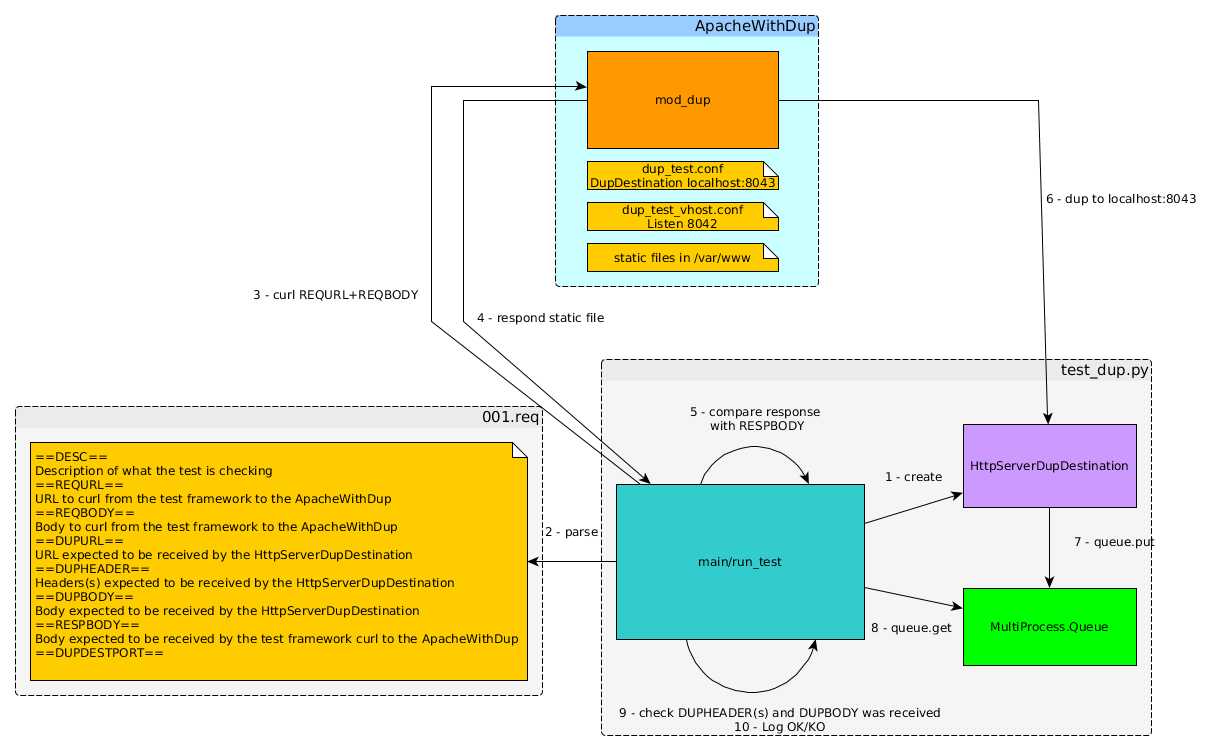 ApacheWithDup
mod_dup
dup_test.conf
DupDestination localhost:8043
dup_test_vhost.conf
Listen 8042
static files in /var/www
6 - dup to localhost:8043
3 - curl REQURL+REQBODY
4 - respond static file
test_dup.py
5 - compare response
with RESPBODY
HttpServerDupDestination
1 - create
001.req
==DESC==
Description of what the test is checking
==REQURL==
URL to curl from the test framework to the ApacheWithDup
==REQBODY==
Body to curl from the test framework to the ApacheWithDup
==DUPURL==
URL expected to be received by the HttpServerDupDestination
==DUPHEADER==
Headers(s) expected to be received by the HttpServerDupDestination
==DUPBODY==
Body expected to be received by the HttpServerDupDestination
==RESPBODY==
Body expected to be received by the test framework curl to the ApacheWithDup
==DUPDESTPORT==
2 - parse
main/run_test
7 - queue.put
8 - queue.get
MultiProcess.Queue
9 - check DUPHEADER(s) and DUPBODY was received
10 - Log OK/KO